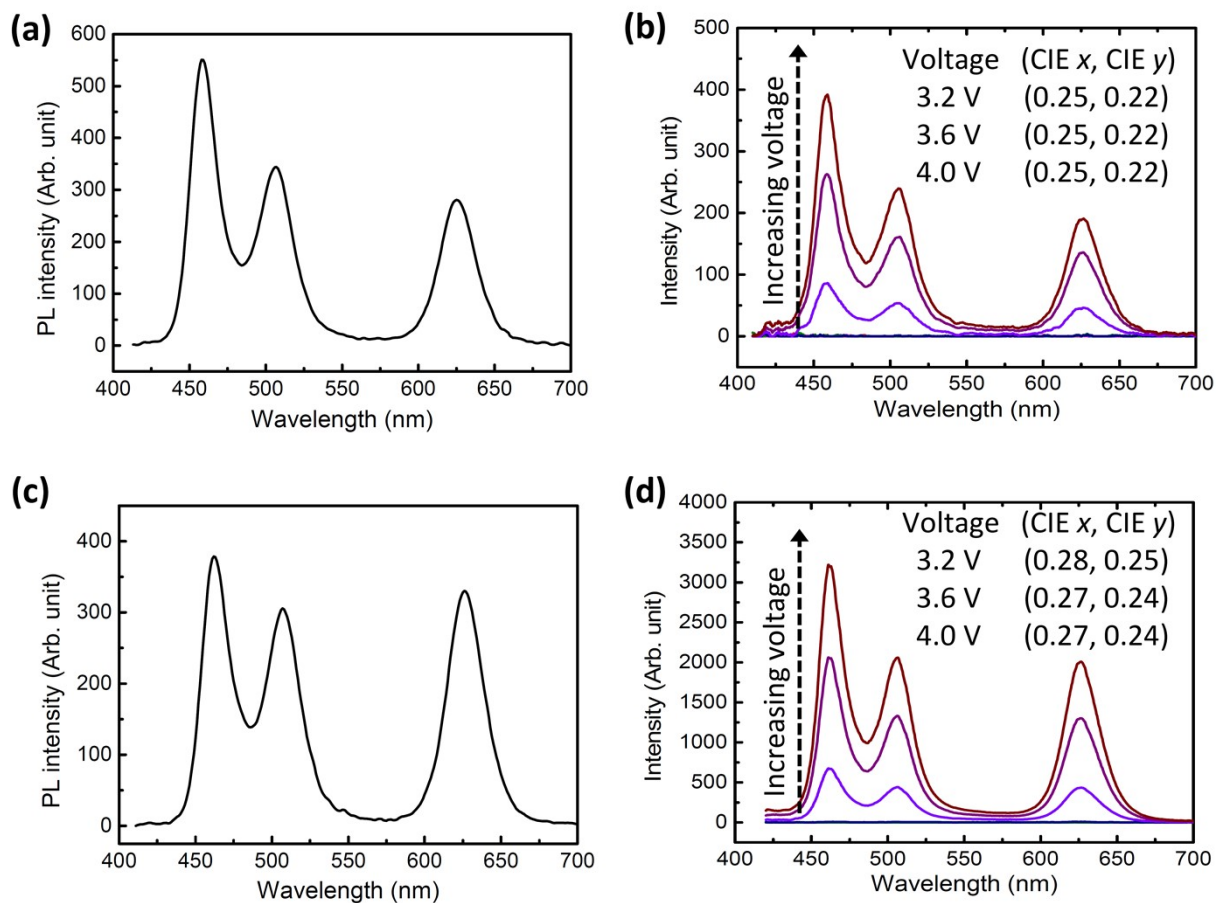 (a)
PL intensity (Arb. unit)
600
500
400
300
200
100
0
400 450 500 550 600 650 700
Wavelength (nm)
(b)
Intensity (Arb. unit)
500
400
300
200
100
0
Increasing voltage
Voltage (CIE x, CIE y)
3.2 V (0.25, 0.22)
3.6 V (0.25, 0.22)
4.0 V (0.25, 0.22)
400 450 500 550 600 650 700
Wavelength (nm)
(c)
PL intensity (Arb. unit)
400
300
200
100
0
400 450 500 550 600 650 700
Wavelength (nm)
(d)
Intensity (Arb. unit)
4000
3500
3000
2500
2000
1500
1000
500
0
Increasing voltage
Voltage (CIE x, CIE y)
3.2 V (0.28, 0.25)
3.6 V (0.27, 0.24)
4.0 V (0.27, 0.24)
400 450 500 550 600 650 700
Wavelength (nm)